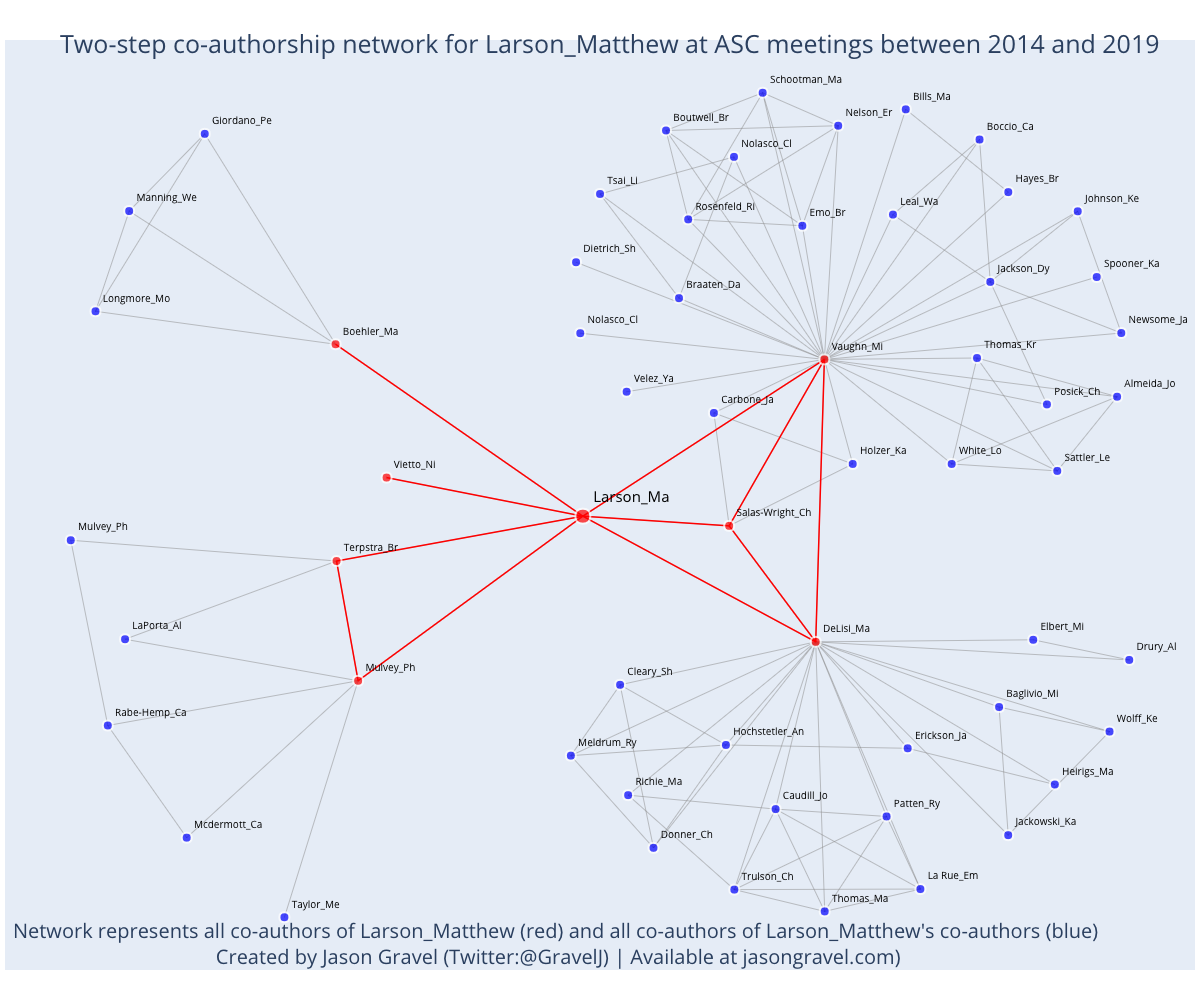 Two-step co-authorship network for Larson_Matthew at ASC meetings between 2014 and 2019
Schootman_Ma
Bills_Ma
Nelson_Er
Boutwell_Br
Giordano_Pe
Boccio_Ca
Nolasco_Cl
Hayes_Br
Tsai_Li
Manning_We
Johnson_Ke
Leal_Wa
Rosenfeld_Ri
Emo_Br
Dietrich_Sh
Spooner_Ka
Jackson_Dy
Braaten_Da
Longmore_Mo
Nolasco_Cl
Newsome_Ja
Boehler_Ma
Thomas_Kr
Vaughn_Mi
Velez_Ya
Almeida_Jo
Posick_Ch
Carbone_Ja
Holzer_Ka
White_Lo
Sattler_Le
Vietto_Ni
Larson_Ma
Salas-Wright_Ch
Mulvey_Ph
Terpstra_Br
LaPorta_Al
DeLisi_Ma
Elbert_Mi
Drury_Al
Mulvey_Ph
Cleary_Sh
Baglivio_Mi
Rabe-Hemp_Ca
Wolff_Ke
Hochstetler_An
Erickson_Ja
Meldrum_Ry
Heirigs_Ma
Richie_Ma
Caudill_Jo
Patten_Ry
Mcdermott_Ca
Jackowski_Ka
Donner_Ch
Trulson_Ch
La Rue_Em
Thomas_Ma
Taylor_Me
Network represents all co-authors of Larson_Matthew (red) and all co-authors of Larson_Matthew's co-authors (blue)
Created by Jason Gravel (Twitter:@GravelJ) | Available at jasongravel.com)